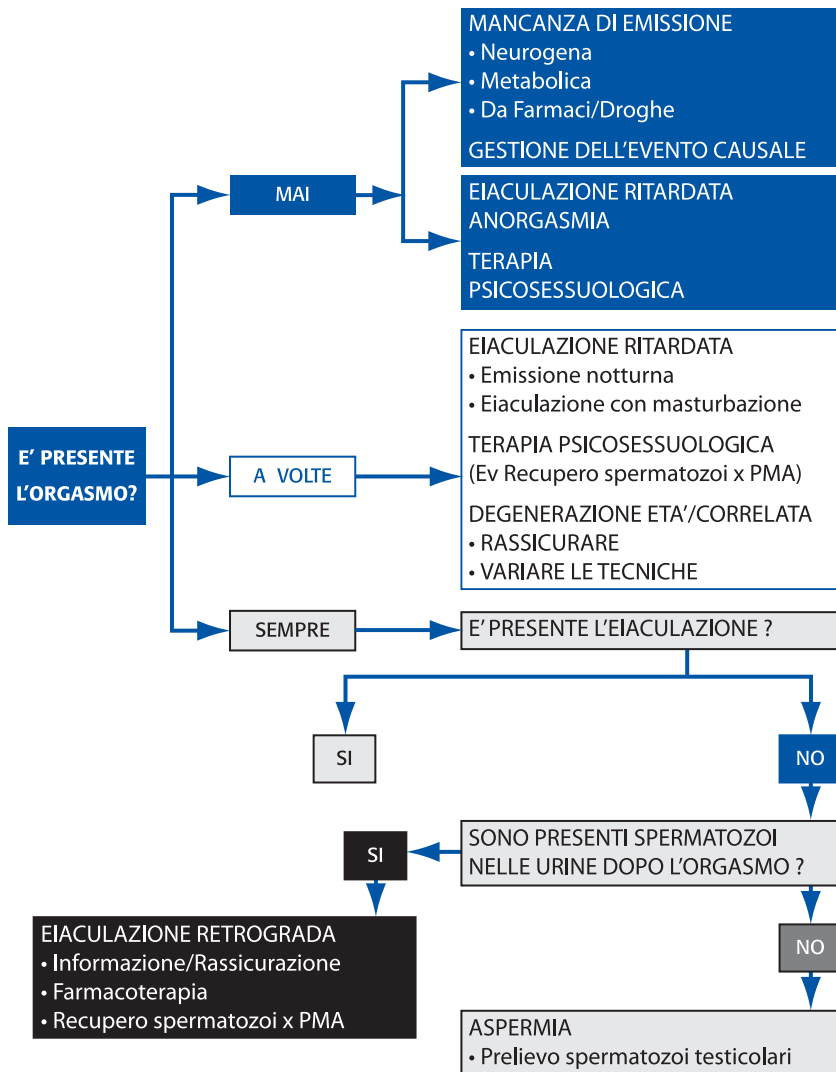 MANCANZA DI EMISSIONE
• Neurogena
• Metabolica
• Da Farmaci/Droghe
GESTIONE DELL'EVENTO CAUSALE
MAI
EIACULAZIONE RITARDATA
ANORGASMIA
TERAPIA
PSICOSESSUOLOGICA
E' PRESENTE
L'ORGASMO?
A VOLTE
EIACULAZIONE RITARDATA
• Emissione notturna
• Eiaculazione con masturbazione
TERAPIA PSICOSESSUOLOGICA
(Ev Recupero spermatozoi x PMA)
DEGENERAZIONE ETA'/CORRELATA
• RASSICURARE
• VARIARE LE TECNICHE
SEMPRE
E' PRESENTE L'EIACULAZIONE ?
SI
NO
SONO PRESENTI SPERMATOZOI
NELLE URINE DOPO L'ORGASMO ?
SI
EIACULAZIONE RETROGRADA
• Informazione/Rassicurazione
• Farmacoterapia
• Recupero spermatozoi x PMA
NO
ASPERMIA
• Prelievo spermatozoi testicolari